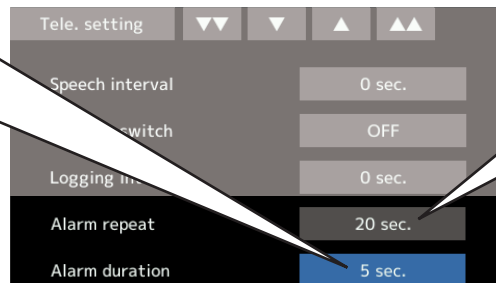 Tele. setting ▼▼ ▼ ▲ ▲▲
Speech interval 0 sec.
switch OFF
Logging 0 sec.
Alarm repeat 20 sec.
Alarm duration 5 sec.